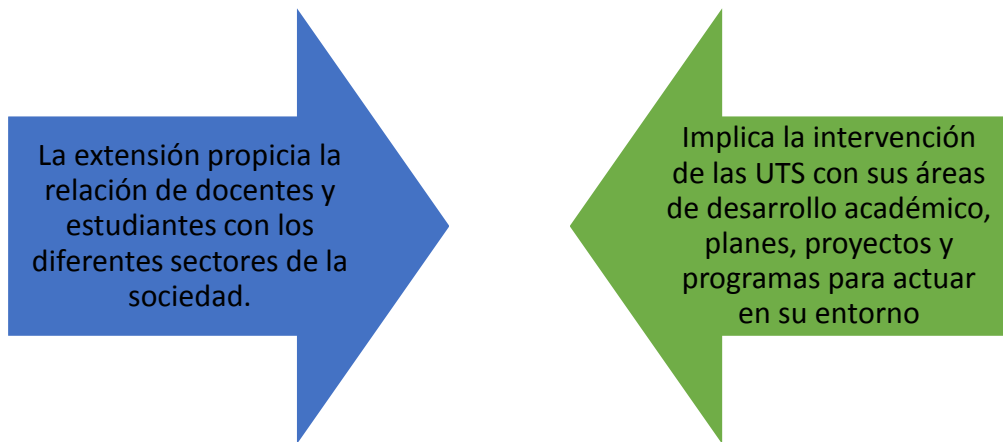 La extensión propicia la
relación de docentes y
estudiantes con los
diferentes sectores de la
sociedad.
Implica la intervención
de las UTS con sus áreas
de desarrollo académico,
planes, proyectos y
programas para actuar
en su entorno